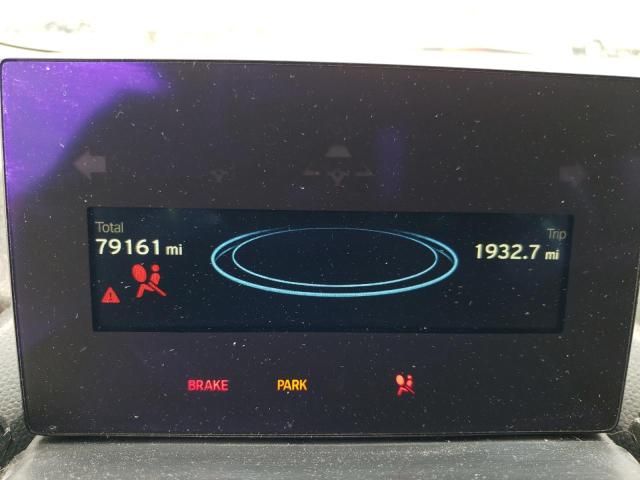 Total
79161 mi
Trip
1932.7 mi
BRAKE
PARK